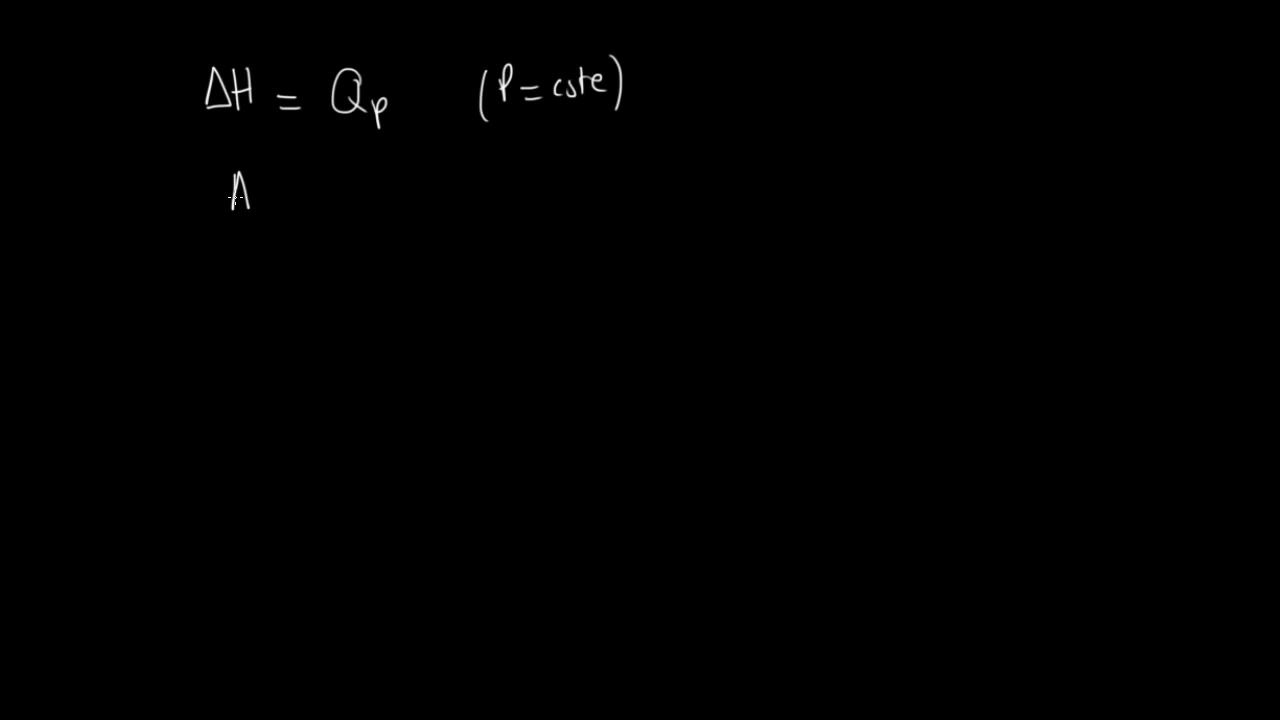 ΔH = Qp (P = cste)